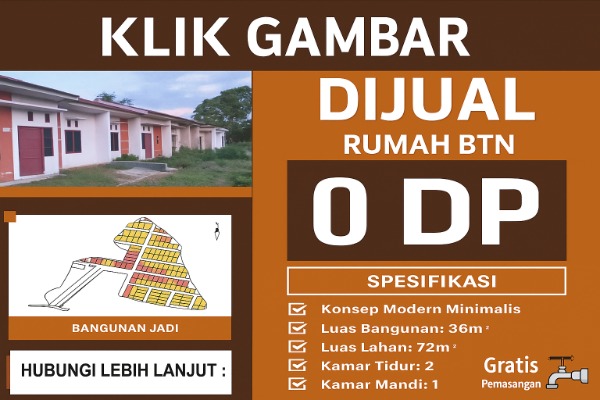 KLIK GAMBAR
DIJUAL
RUMAH BTN
0 DP
SPESIFIKASI
Konsep Modern Minimalis
Luas Bangunan: 36m²
Luas Lahan: 72m²
Kamar Tidur: 2
Kamar Mandi: 1
Gratis
Pemasangan
BANGUNAN JADI
HUBUNGI LEBIH LANJUT :